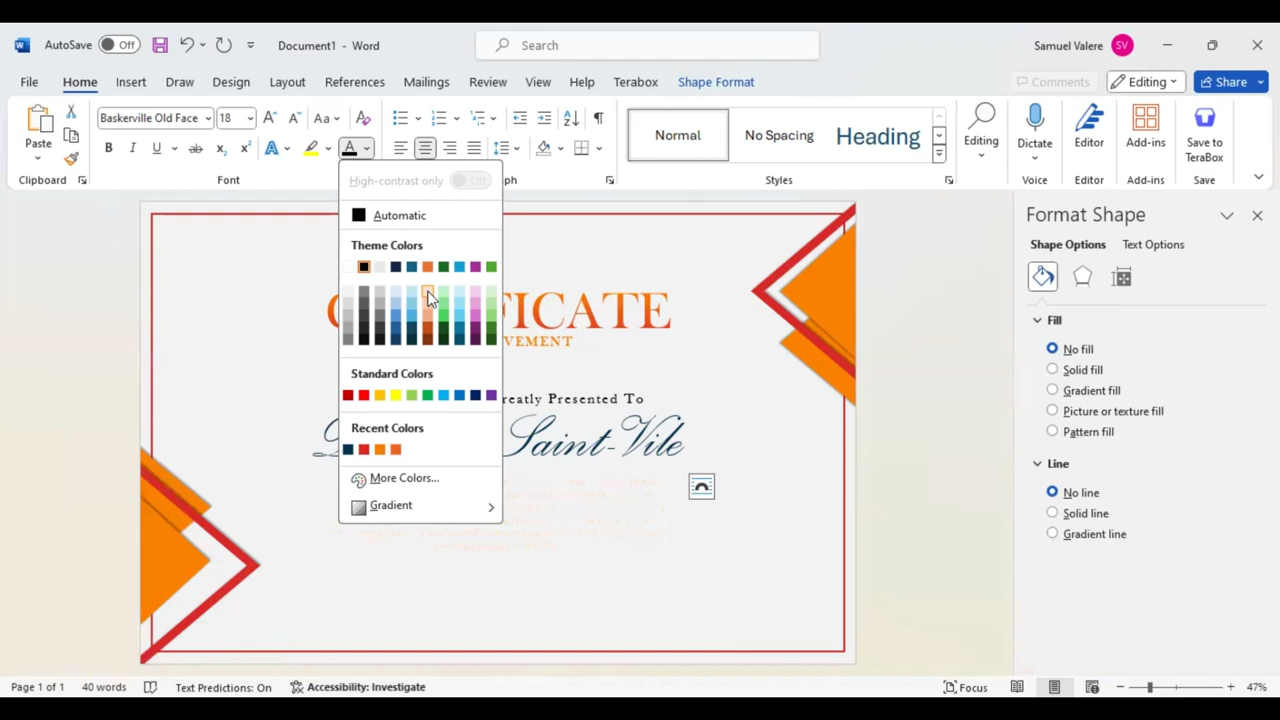 AutoSave Off Document1 - Word Search Samuel Valere SV
File Home Insert Draw Design Layout References Mailings Review View Help Terabox Shape Format Comments Editing Share
Paste Baskerville Old Face 18 Aa Normal No Spacing Heading Editing Dictate Editor Add-ins Save to TeraBox
Clipboard Font ph Styles Voice Editor Add-ins Save
High-contrast only Off
Automatic
Theme Colors
Standard Colors
Recent Colors
More Colors...
Gradient
C FICATE
VEMENT
reatly Presented To
Saint-Vile
Format Shape
Shape Options Text Options
Fill
No fill
Solid fill
Gradient fill
Picture or texture fill
Pattern fill
Line
No line
Solid line
Gradient line
Page 1 of 1 40 words Text Predictions: On Accessibility: Investigate Focus 47%